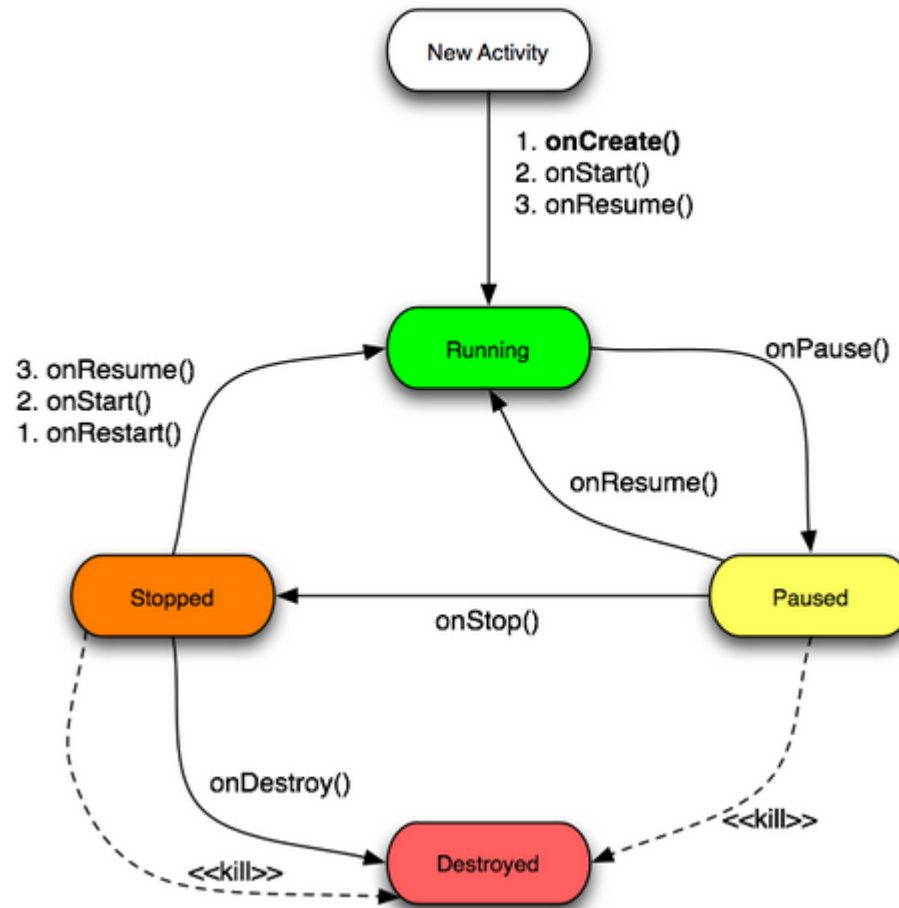 New Activity
1. onCreate()
2. onStart()
3. onResume()
Running
onPause()
3. onResume()
2. onStart()
1. onRestart()
onResume()
Stopped
Paused
onStop()
onDestroy()
<<kill>>
<<kill>>
Destroyed